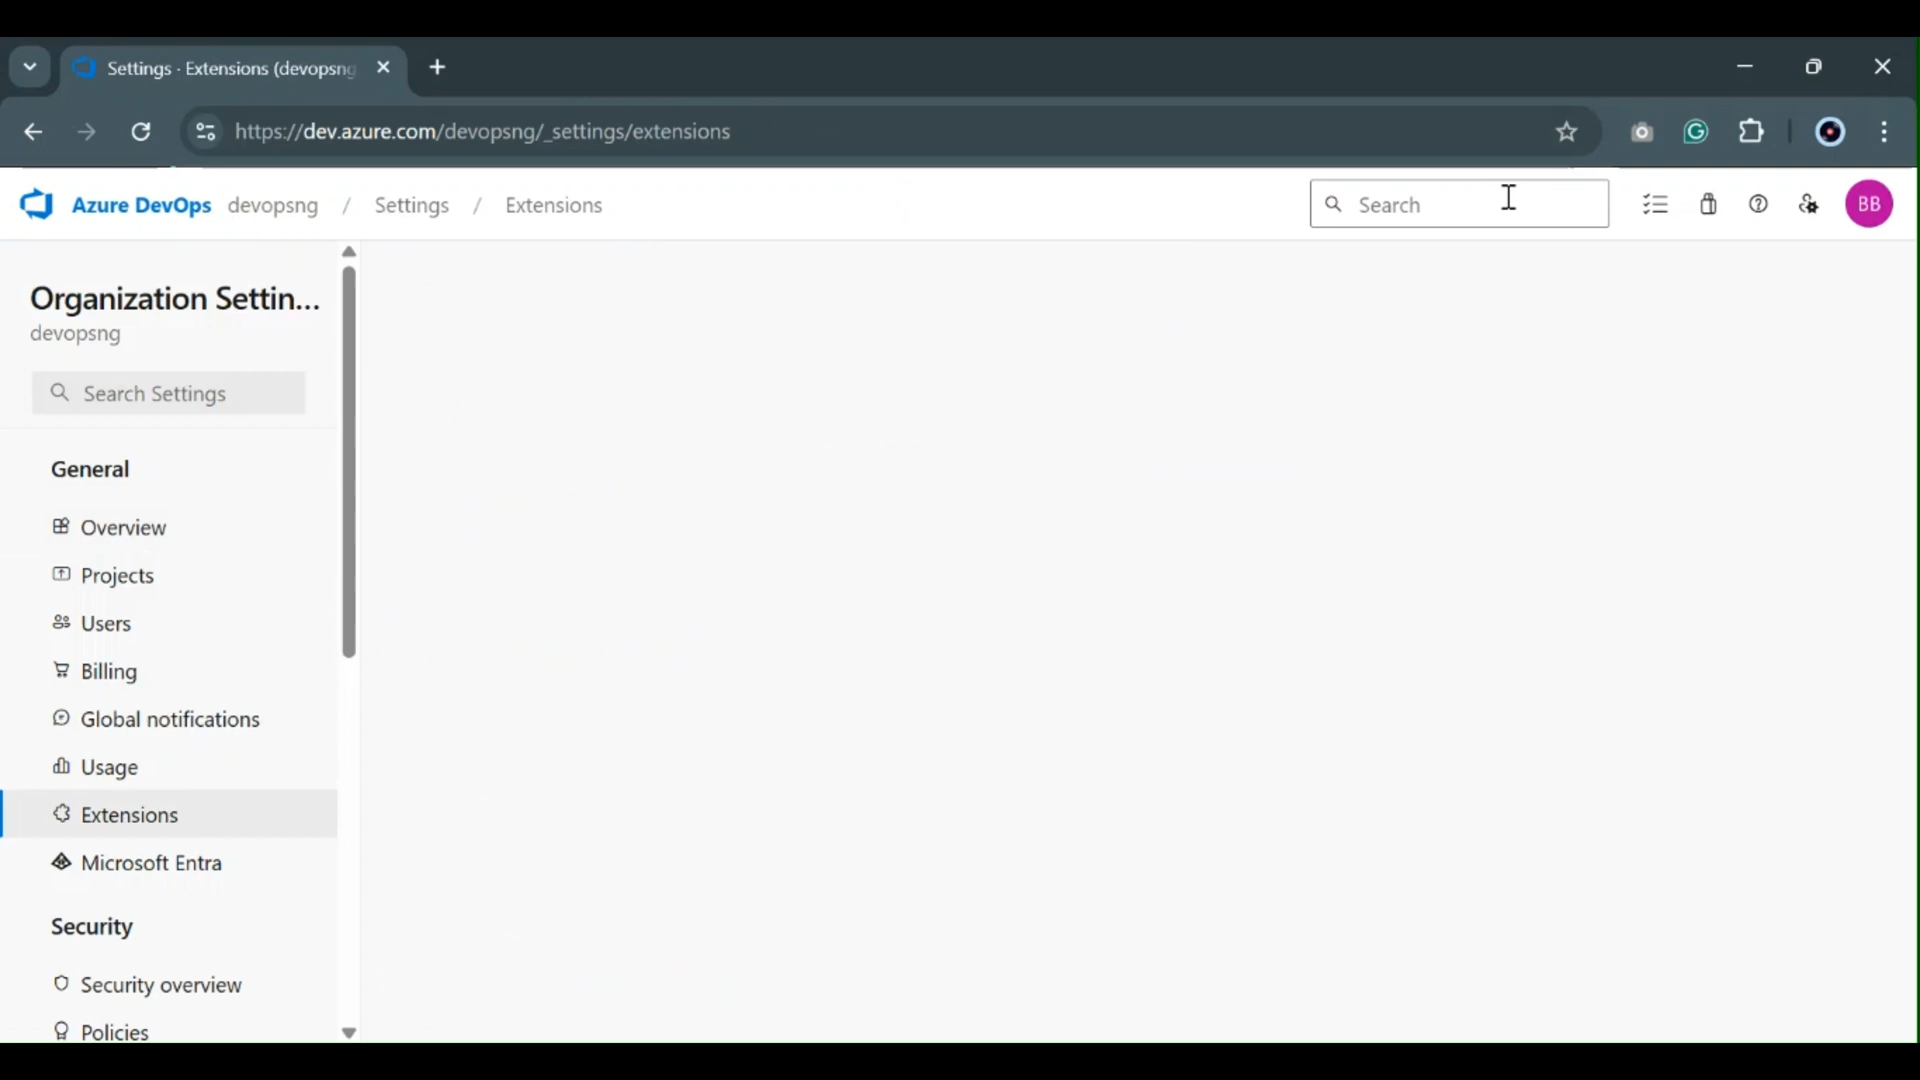 Settings · Extensions (devopsng
https://dev.azure.com/devopsng/_settings/extensions
Azure DevOps devopsng / Settings / Extensions
Search
BB
Organization Settin...
devopsng
Search Settings
General
Overview
Projects
Users
Billing
Global notifications
Usage
Extensions
Microsoft Entra
Security
Security overview
Policies